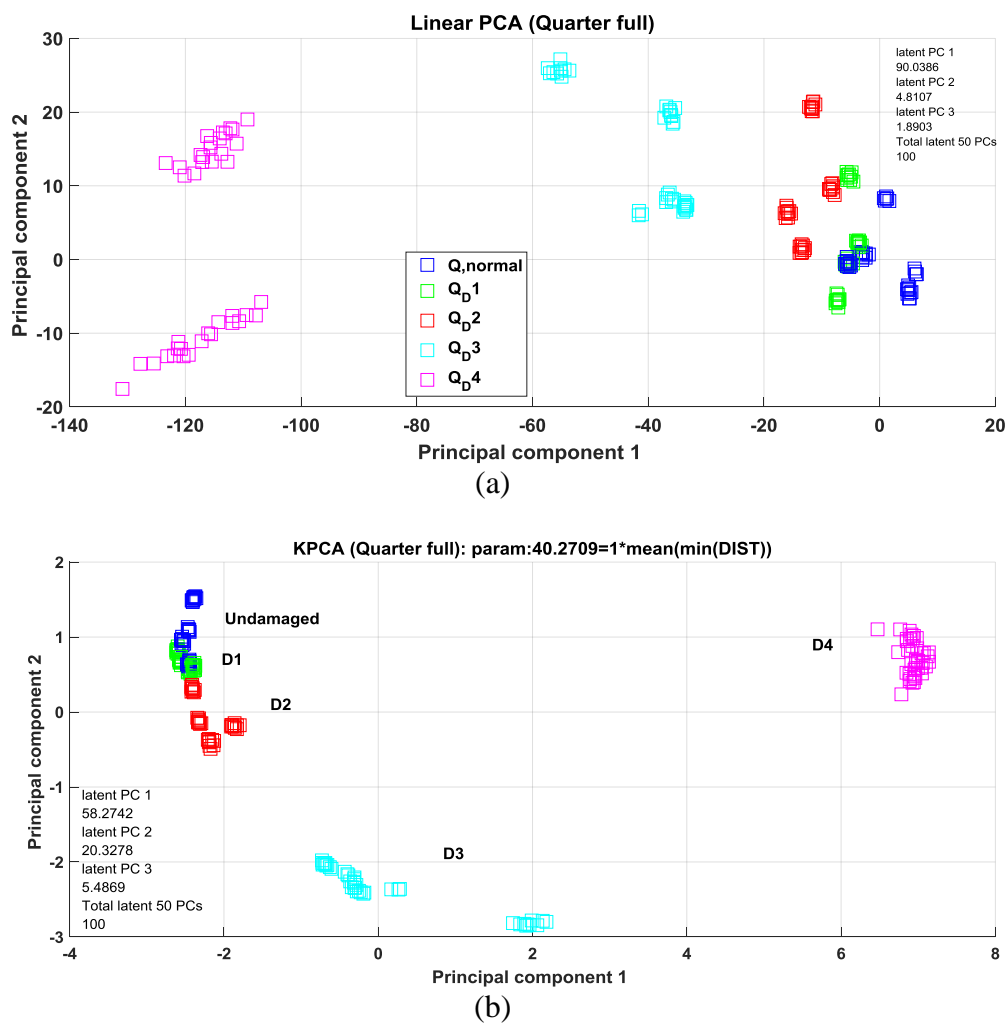 Linear PCA (Quarter full)
30
20
10
0
-10
-20
-140
-120
-100
-80
-60
-40
-20
0
20
Principal component 2
Principal component 1
latent PC 1
90.0386
latent PC 2
4.8107
latent PC 3
1.8903
Total latent 50 PCs
100
Q,normal
Q_D1
Q_D2
Q_D3
Q_D4
(a)
KPCA (Quarter full): param:40.2709=1*mean(min(DIST))
2
1
0
-1
-2
-3
-4
-2
0
2
4
6
8
Principal component 2
Principal component 1
Undamaged
D1
D2
D3
D4
latent PC 1
58.2742
latent PC 2
20.3278
latent PC 3
5.4869
Total latent 50 PCs
100
(b)